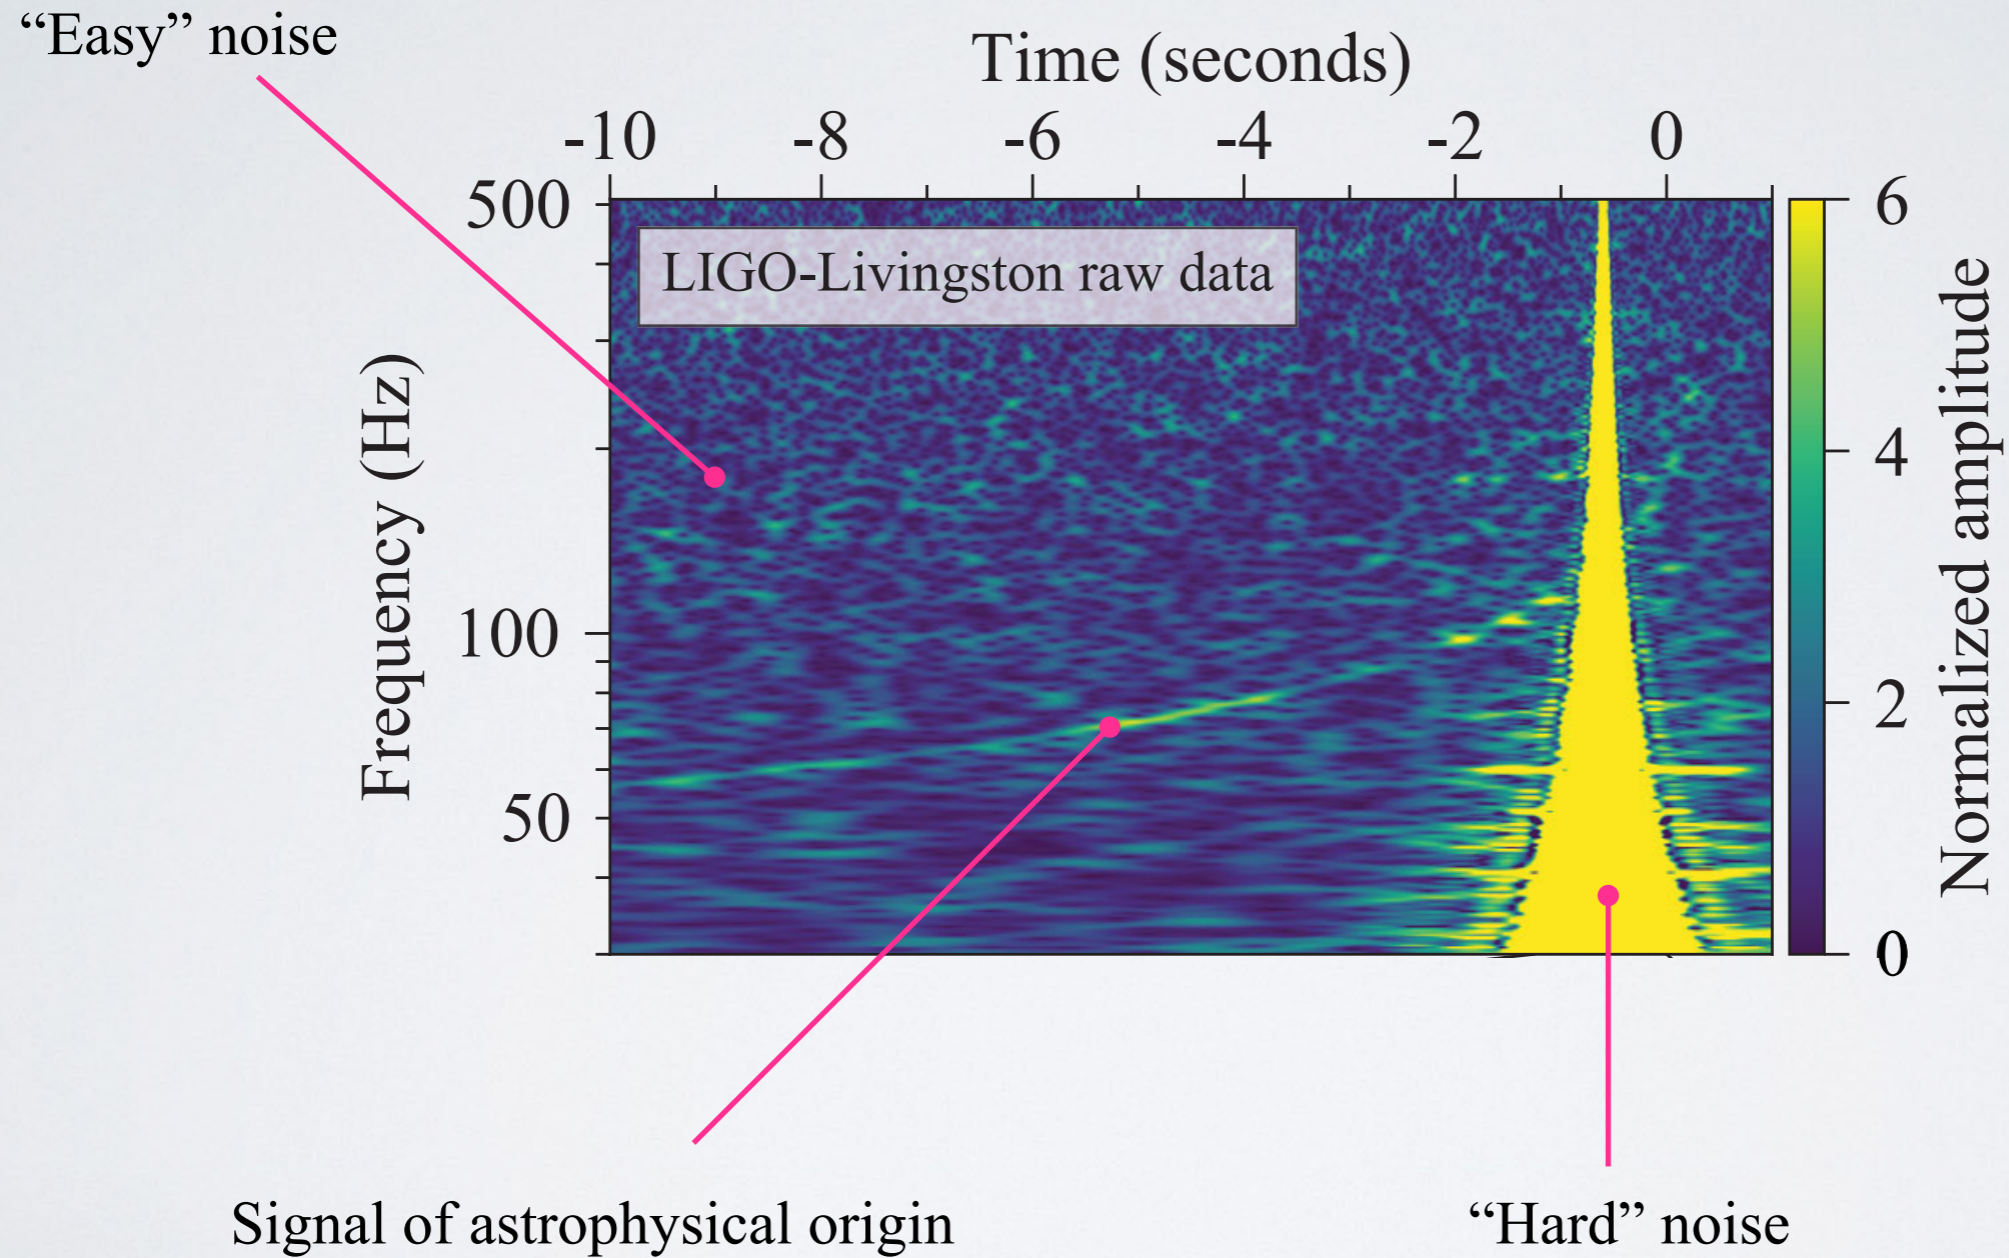 “Easy” noise
Time (seconds)
-10 -8 -6 -4 -2 0
500
100
50
Frequency (Hz)
LIGO-Livingston raw data
6
4
2
0
Normalized amplitude
Signal of astrophysical origin
“Hard” noise